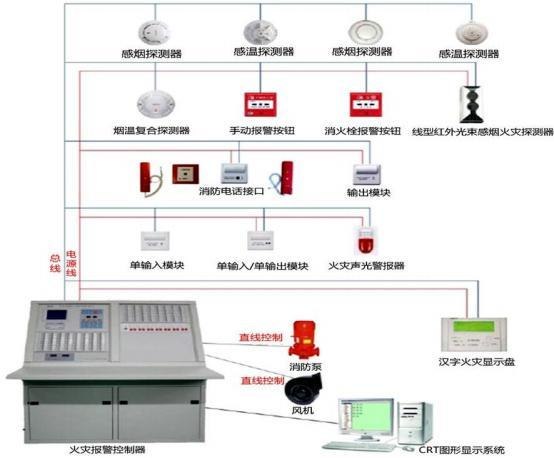 感烟探测器
感温探测器
感烟探测器
感温探测器
烟温复合探测器
手动报警按钮
消火栓报警按钮
线型红外光束感烟火灾探测器
消防电话接口
输出模块
总线
电源线
单输入模块
单输入/单输出模块
火灾声光警报器
直线控制
消防泵
汉字火灾显示盘
直线控制
风机
火灾报警控制器
CRT图形显示系统